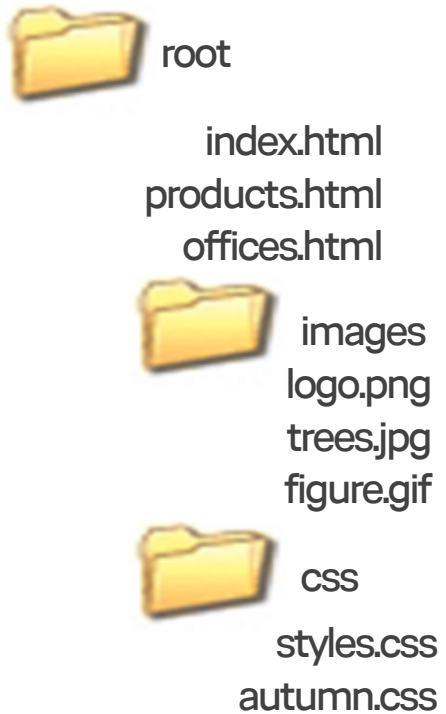 root
index.html
products.html
offices.html
images
logo.png
trees.jpg
figure.gif
css
styles.css
autumn.css